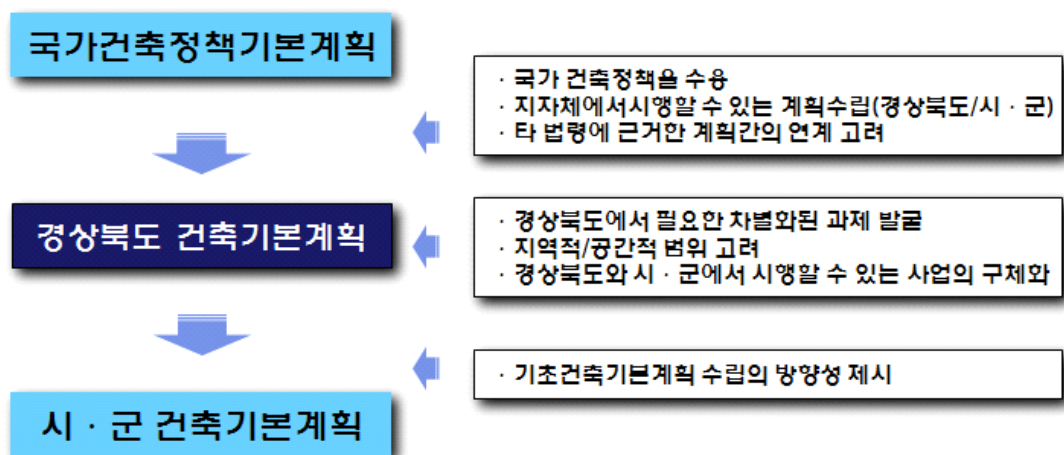 국가건축정책기본계획
· 국가 건축정책을 수용
· 지자체에서시행할 수 있는 계획수립(경상북도/시 · 군)
· 타 법령에 근거한 계획간의 연계 고려
경상북도 건축기본계획
· 경상북도에서 필요한 차별화된 과제 발굴
· 지역적/공간적 범위 고려
· 경상북도와 시 · 군에서 시행할 수 있는 사업의 구체화
· 기초건축기본계획 수립의 방향성 제시
시 · 군 건축기본계획